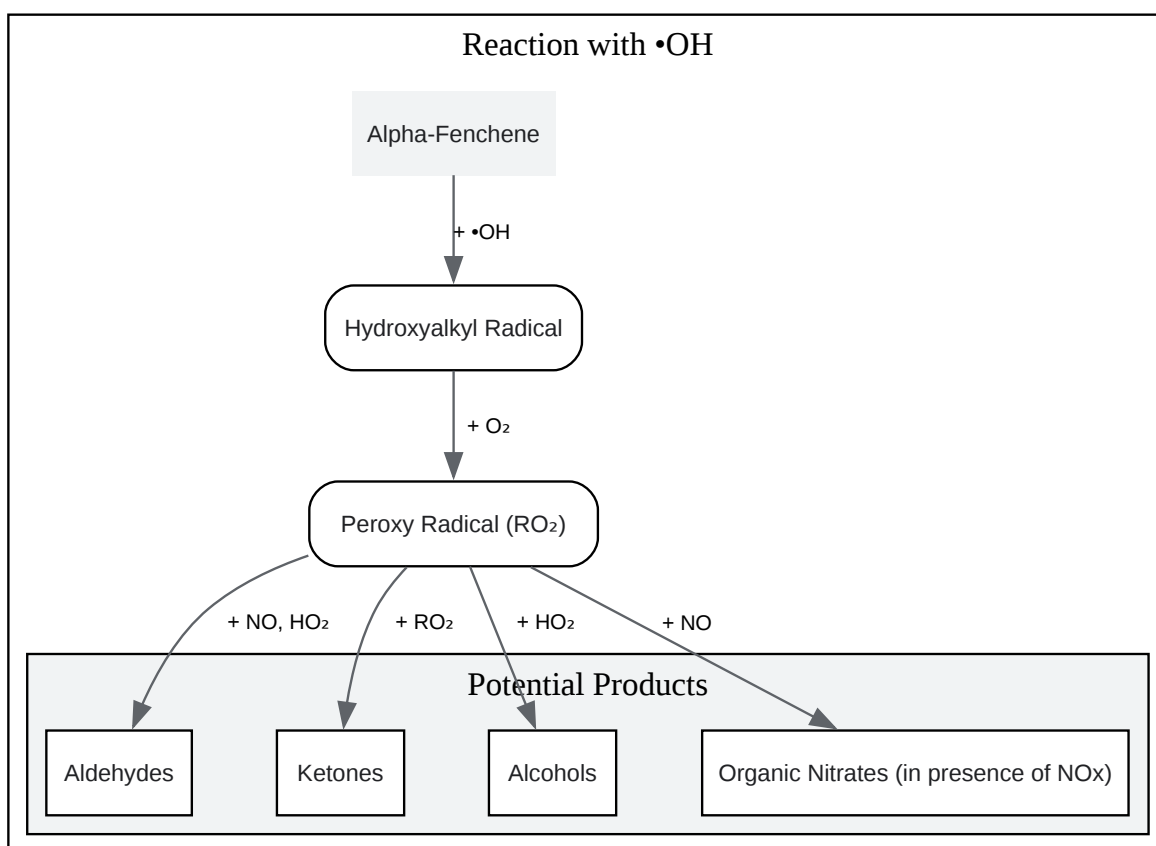 Reaction with •OH
Alpha-Fenchene
+ •OH
Hydroxyalkyl Radical
+ O₂
Peroxy Radical (RO₂)
+ NO, HO₂
+ RO₂
+ HO₂
+ NO
Potential Products
Aldehydes
Ketones
Alcohols
Organic Nitrates (in presence of NOx)